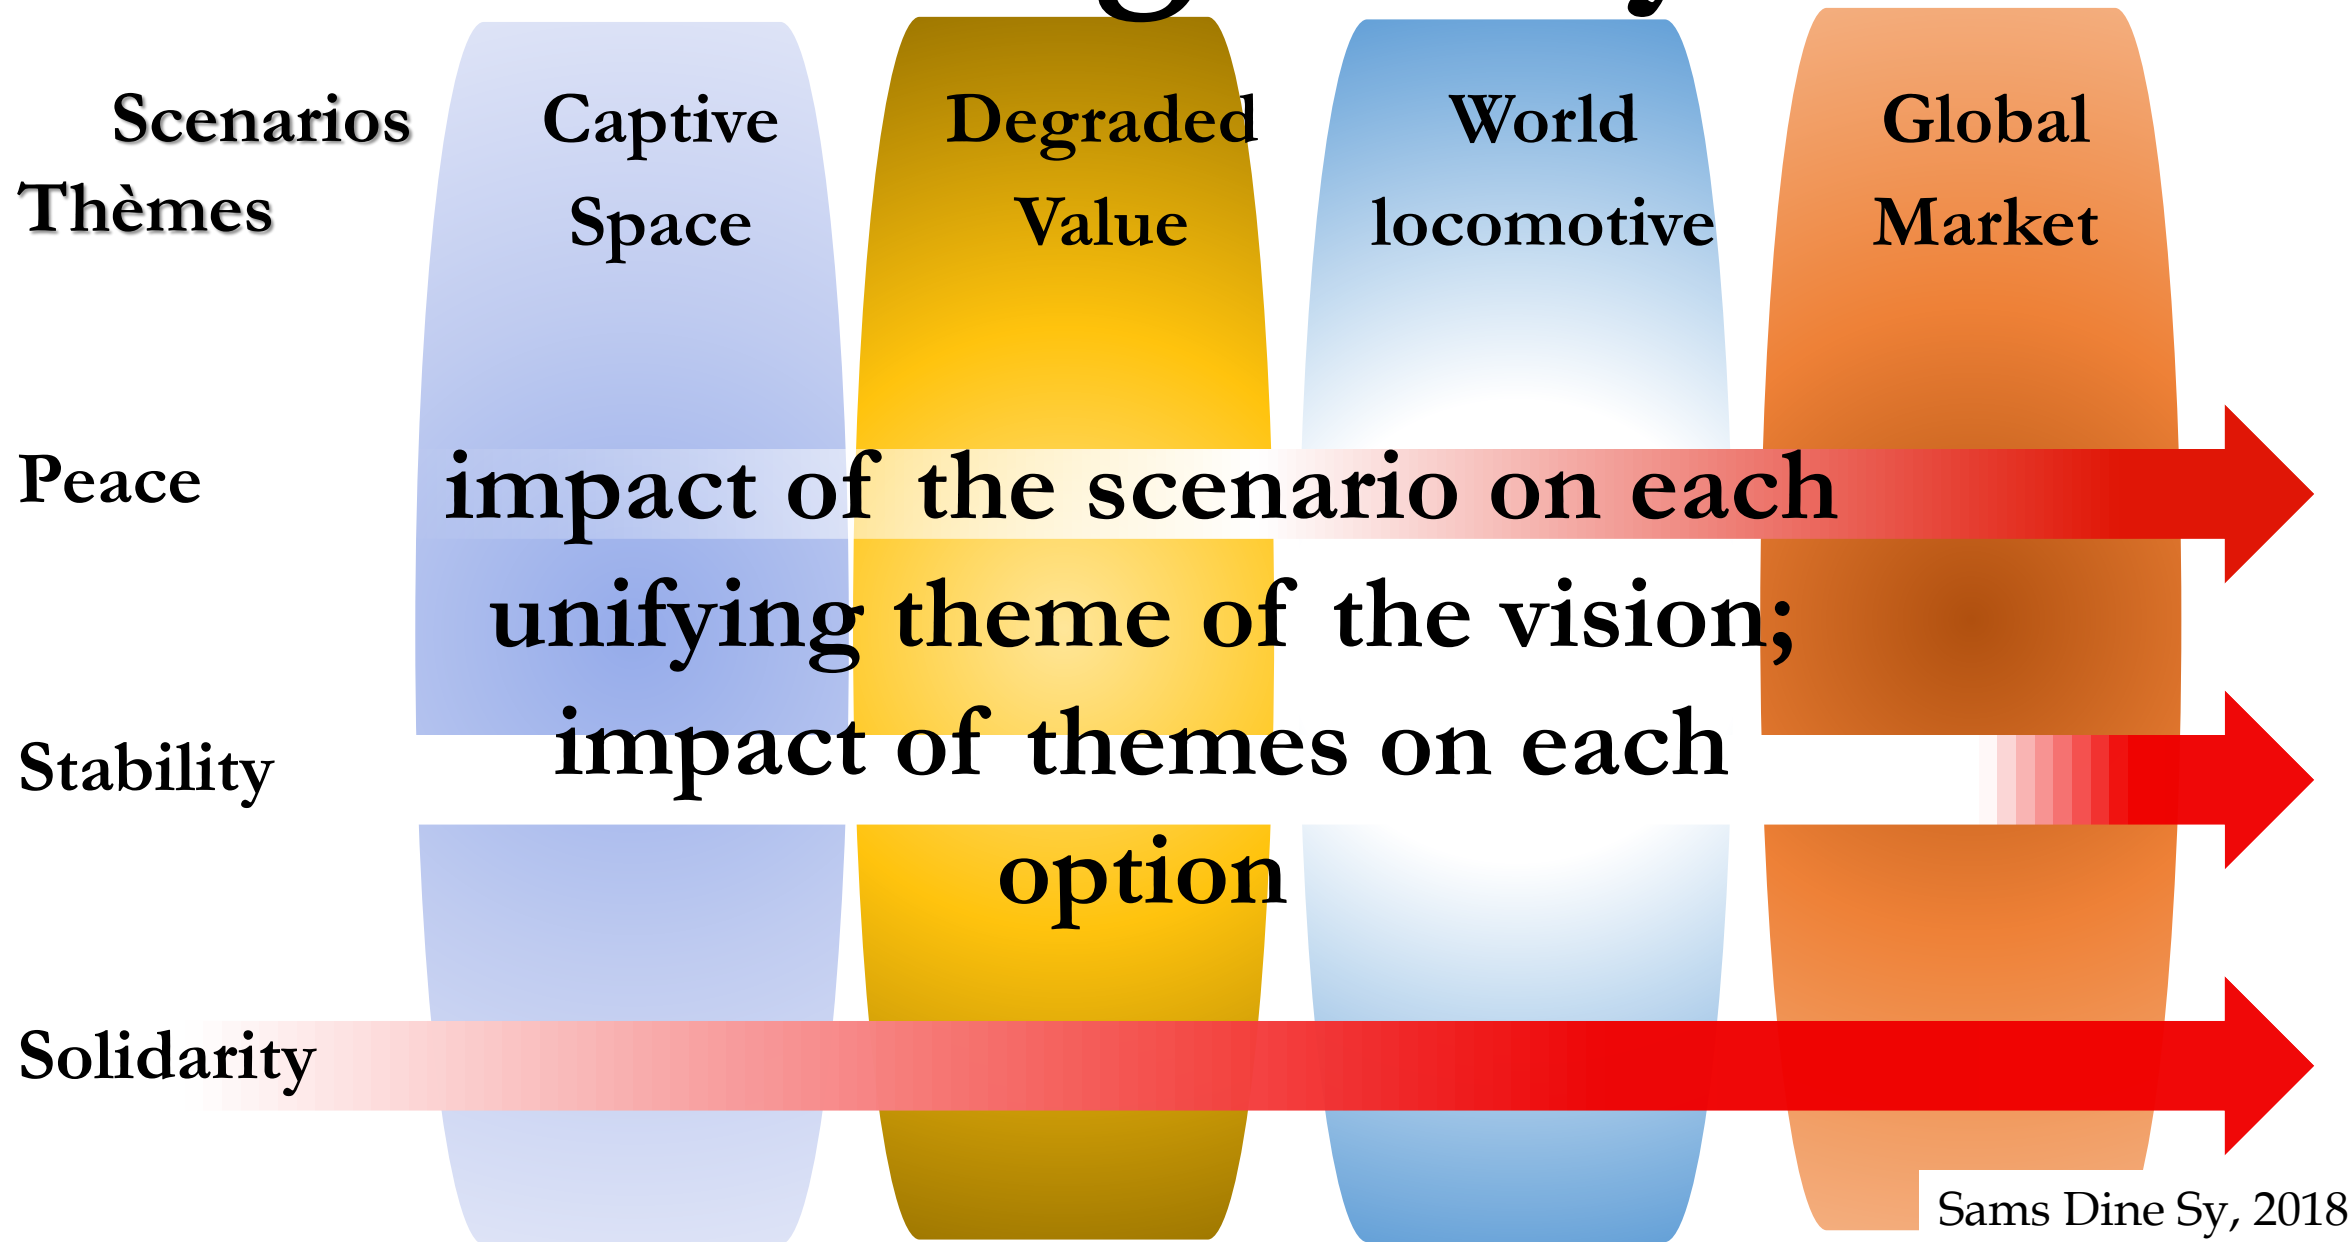 Scenarios
Captive
Degraded
World
Global
Thèmes
Space
Value
locomotive
Market
Peace
impact of the scenario on each
unifying theme of the vision;
Stability
impact of themes on each
option
Solidarity
Sams Dine Sy, 2018